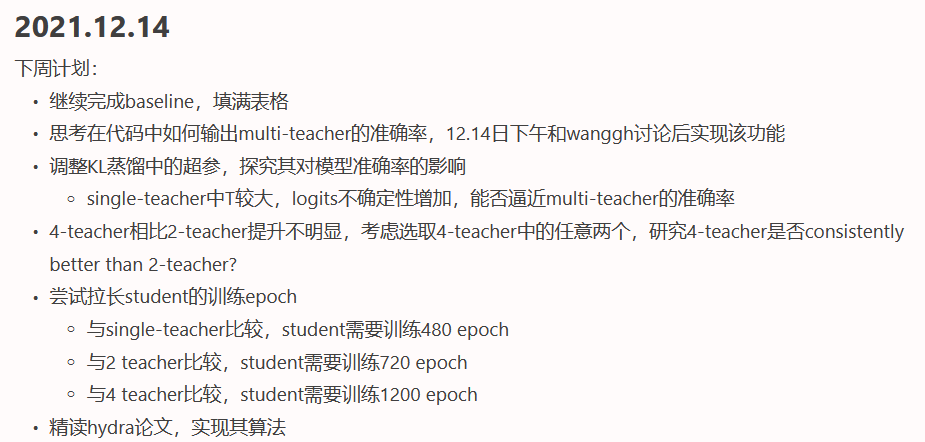 2021.12.14
下周计划：
• 继续完成baseline，填满表格
• 思考在代码中如何输出multi-teacher的准确率，12.14日下午和wanggh讨论后实现该功能
• 调整KL蒸馏中的超参，探究其对模型准确率的影响
◦ single-teacher中T较大，logits不确定性增加，能否逼近multi-teacher的准确率
• 4-teacher相比2-teacher提升不明显，考虑选取4-teacher中的任意两个，研究4-teacher是否consistently
better than 2-teacher?
• 尝试拉长student的训练epoch
◦ 与single-teacher比较，student需要训练480 epoch
◦ 与2 teacher比较，student需要训练720 epoch
◦ 与4 teacher比较，student需要训练1200 epoch
• 精读hydra论文，实现其算法